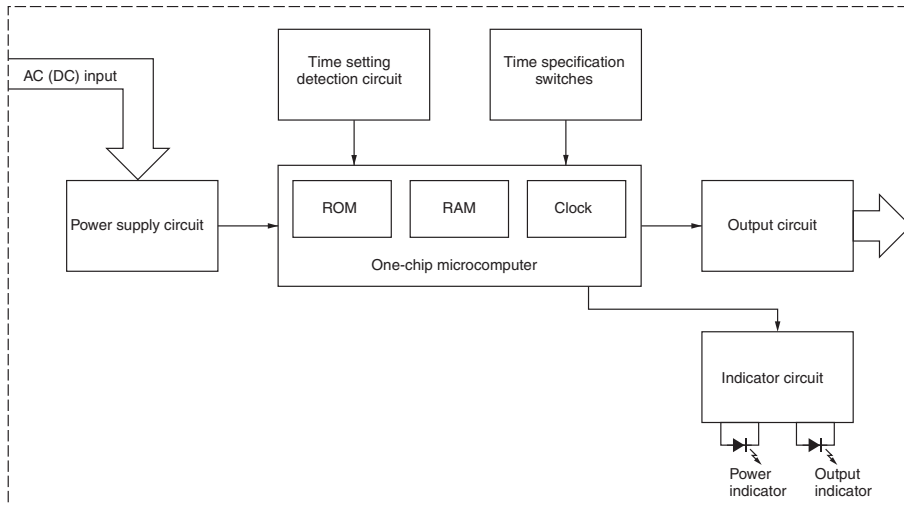 AC (DC) input
Time setting
detection circuit
Time specification
switches
Power supply circuit
ROM
RAM
Clock
One-chip microcomputer
Output circuit
Indicator circuit
Power
indicator
Output
indicator